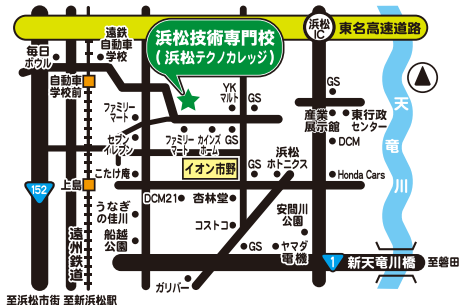 浜松
IC
東名高速道路
遠鉄
自動車
学校
毎日
ボウル
浜松技術専門校
(浜松テクノカレッジ)
自動車
学校前
ファミリー
マート
YK
マルト
GS
GS
産業
展示館
東行政
センター
天
竜
川
セブン
イレブン
ファミリー
マート
カインズ
ホーム
GS
DCM
イオン市野
浜松
ホトニクス
こたけ庵
GS
Honda Cars
152
上島
DCM21
杏林堂
うなぎ
の佳川
安間川
公園
コストコ
船越
公園
遠州鉄道
GS
ヤマダ
電機
1
新天竜川橋
至磐田
ガリバー
至浜松市街
至新浜松駅